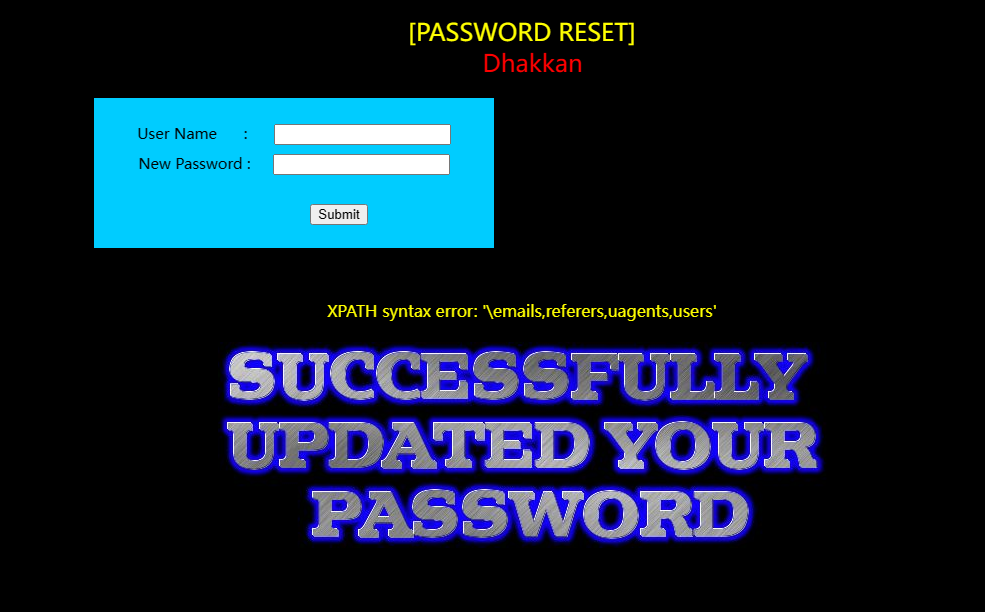 [PASSWORD RESET]
Dhakkan
User Name :
New Password :
Submit
XPATH syntax error: '\emails,referers,uagents,users'
SUCCESSFULLY
UPDATED YOUR
PASSWORD